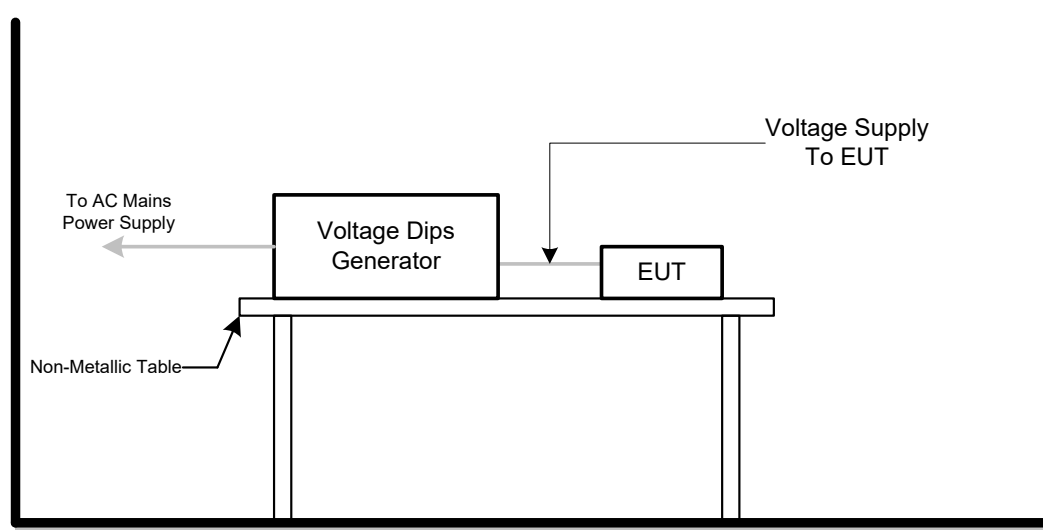 Voltage Supply
To EUT
To AC Mains
Power Supply
Voltage Dips
Generator
EUT
Non-Metallic Table